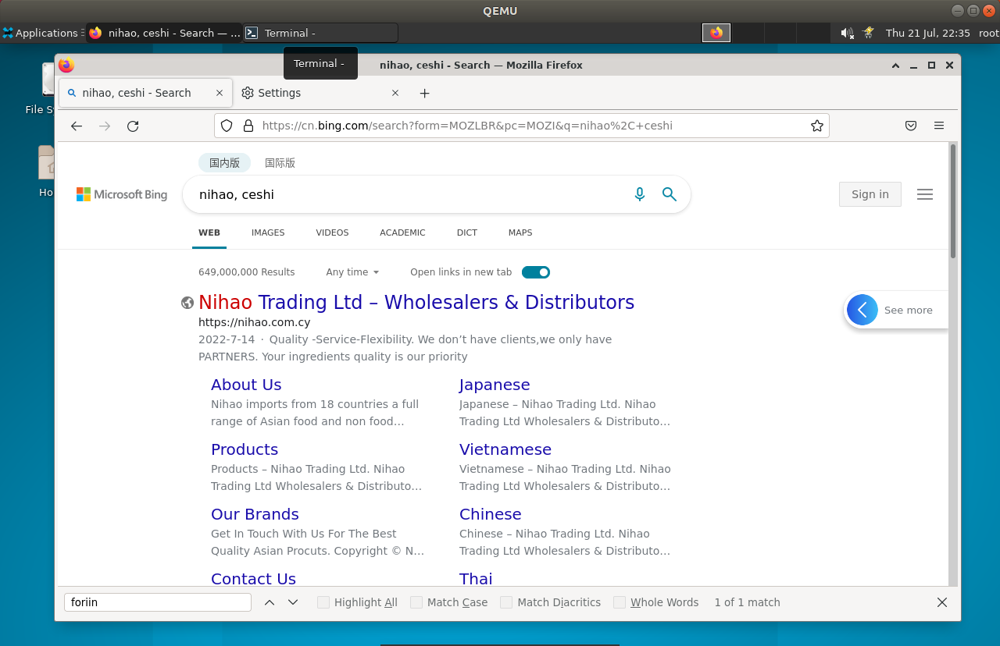 QEMU
Applications
nihao, ceshi - Search — ...
Terminal -
Thu 21 Jul, 22:35
root
Terminal -
nihao, ceshi - Search — Mozilla Firefox
nihao, ceshi - Search
Settings
https://cn.bing.com/search?form=MOZLBR&pc=MOZI&q=nihao%2C+ceshi
File Sy
Ho
国内版 国际版
Microsoft Bing
nihao, ceshi
Sign in
WEB IMAGES VIDEOS ACADEMIC DICT MAPS
649,000,000 Results Any time Open links in new tab
Nihao Trading Ltd – Wholesalers & Distributors
https://nihao.com.cy
2022-7-14 · Quality -Service-Flexibility. We don’t have clients,we only have
PARTNERS. Your ingredients quality is our priority
See more
About Us
Nihao imports from 18 countries a full
range of Asian food and non food…
Japanese
Japanese – Nihao Trading Ltd. Nihao
Trading Ltd Wholesalers & Distributo…
Products
Products – Nihao Trading Ltd. Nihao
Trading Ltd Wholesalers & Distributo…
Vietnamese
Vietnamese – Nihao Trading Ltd. Nihao
Trading Ltd Wholesalers & Distributo…
Our Brands
Get In Touch With Us For The Best
Quality Asian Procuts. Copyright © N…
Chinese
Chinese – Nihao Trading Ltd. Nihao
Trading Ltd Wholesalers & Distributo…
Contact Us
Thai
foriin
Highlight All Match Case Match Diacritics Whole Words 1 of 1 match